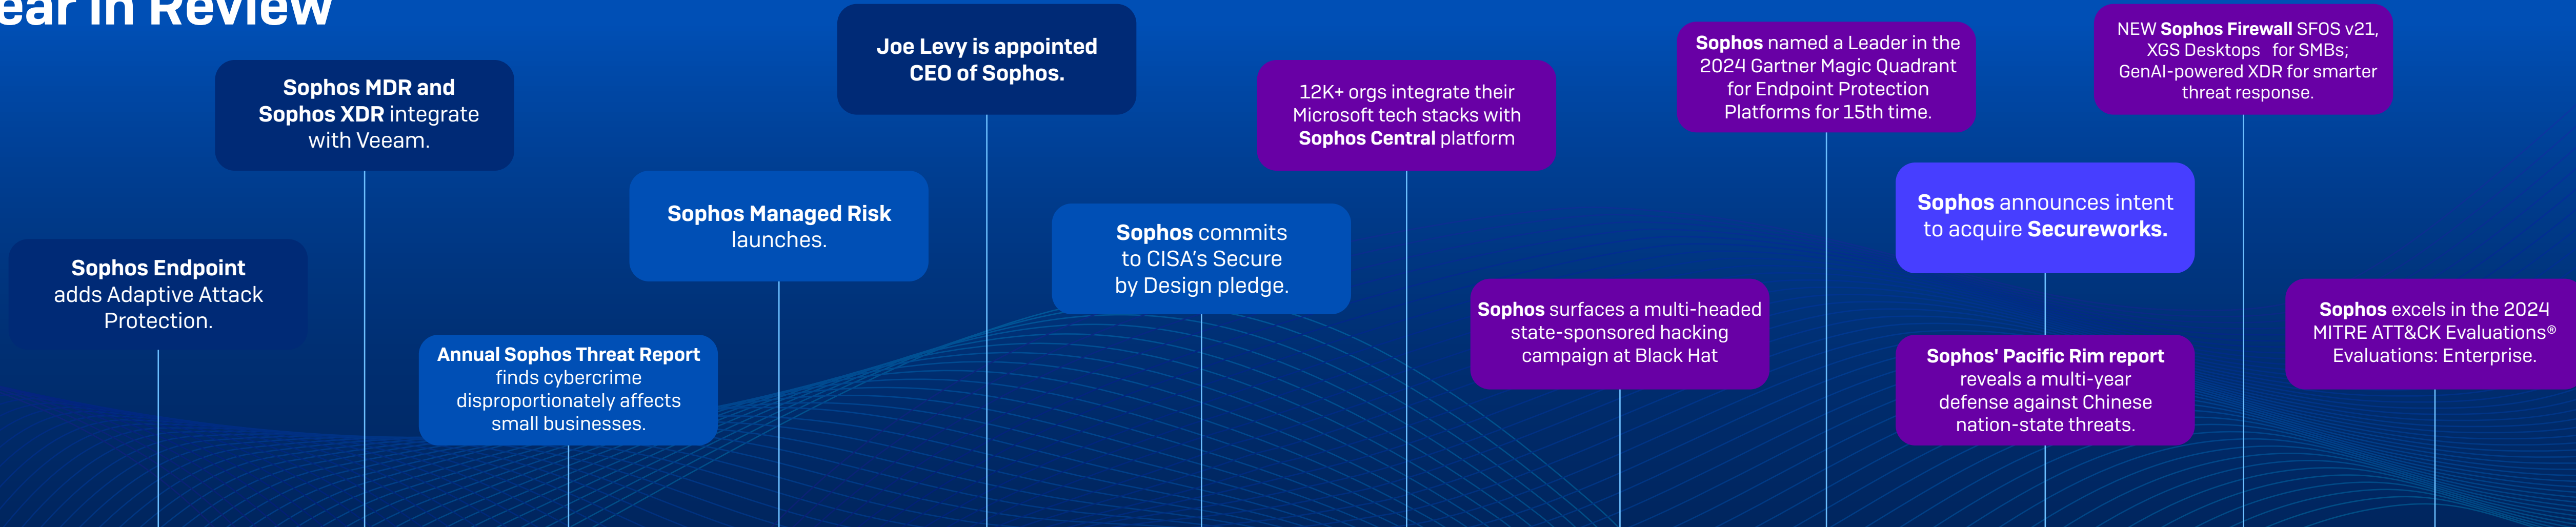 ear in Review
Sophos Endpoint
adds Adaptive Attack
Protection.
Sophos MDR and
Sophos XDR integrate
with Veeam.
Annual Sophos Threat Report
finds cybercrime
disproportionately affects
small businesses.
Sophos Managed Risk
launches.
Joe Levy is appointed
CEO of Sophos.
Sophos commits
to CISA’s Secure
by Design pledge.
12K+ orgs integrate their
Microsoft tech stacks with
Sophos Central platform
Sophos surfaces a multi-headed
state-sponsored hacking
campaign at Black Hat
Sophos named a Leader in the
2024 Gartner Magic Quadrant
for Endpoint Protection
Platforms for 15th time.
Sophos announces intent
to acquire Secureworks.
Sophos' Pacific Rim report
reveals a multi-year
defense against Chinese
nation-state threats.
NEW Sophos Firewall SFOS v21,
XGS Desktops for SMBs;
GenAI-powered XDR for smarter
threat response.
Sophos excels in the 2024
MITRE ATT&CK Evaluations®
Evaluations: Enterprise.